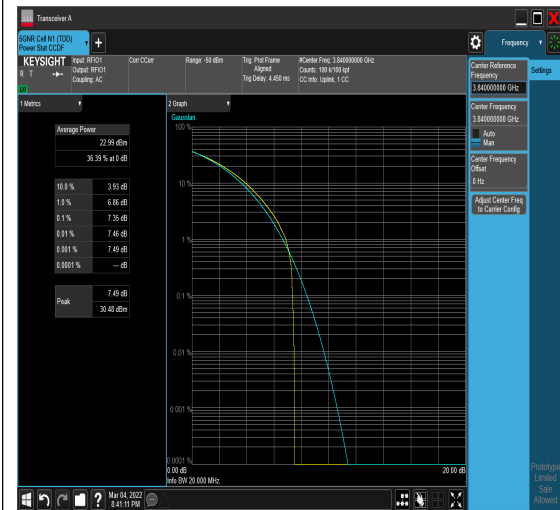 Transceiver A
5GNR Cell N1 (TDD)
Power Stat CCDF
Frequency
KEYSIGHT
R T
Input: RFIO1
Output: RFIO1
Coupling: AC
Corr CCorr
Range: -50 dBm
Trig: Prot Frame
Aligned
Trig Delay: 4.450 ms
#Center Freq: 3.840000000 GHz
Counts: 100 k/100 kpt
CC Info: Uplink, 1 CC
1 Metrics
Average Power
22.99 dBm
36.39 % at 0 dB
10.0 % 3.93 dB
1.0 % 6.86 dB
0.1 % 7.35 dB
0.01 % 7.46 dB
0.001 % 7.49 dB
0.0001 % --- dB
Peak
7.49 dB
30.48 dBm
2 Graph
Gaussian
100 %
10 %
1 %
0.1 %
0.01 %
0.001 %
0.0001 %
0.00 dB
20.00 dB
Info BW 20.000 MHz
Carrier Reference
Frequency
3.840000000 GHz
Center Frequency
3.840000000 GHz
Auto
Man
Center Frequency
Offset
0 Hz
Adjust Center Freq
to Carrier Config
Settings
Prototype
Limited
Sale
Allowed
?
Mar 04, 2022
8:41:11 PM